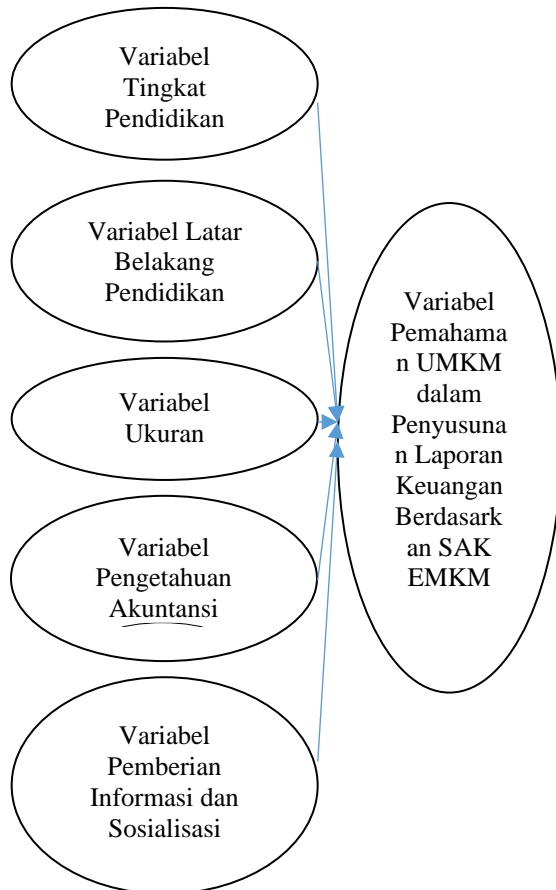 Variabel
Tingkat
Pendidikan
Variabel Latar
Belakang
Pendidikan
Variabel
Ukuran
Variabel
Pengetahuan
Akuntansi
Variabel
Pemberian
Informasi dan
Sosialisasi
Variabel
Pemahama
n UMKM
dalam
Penyusuna
n Laporan
Keuangan
Berdasark
an SAK
EMKM